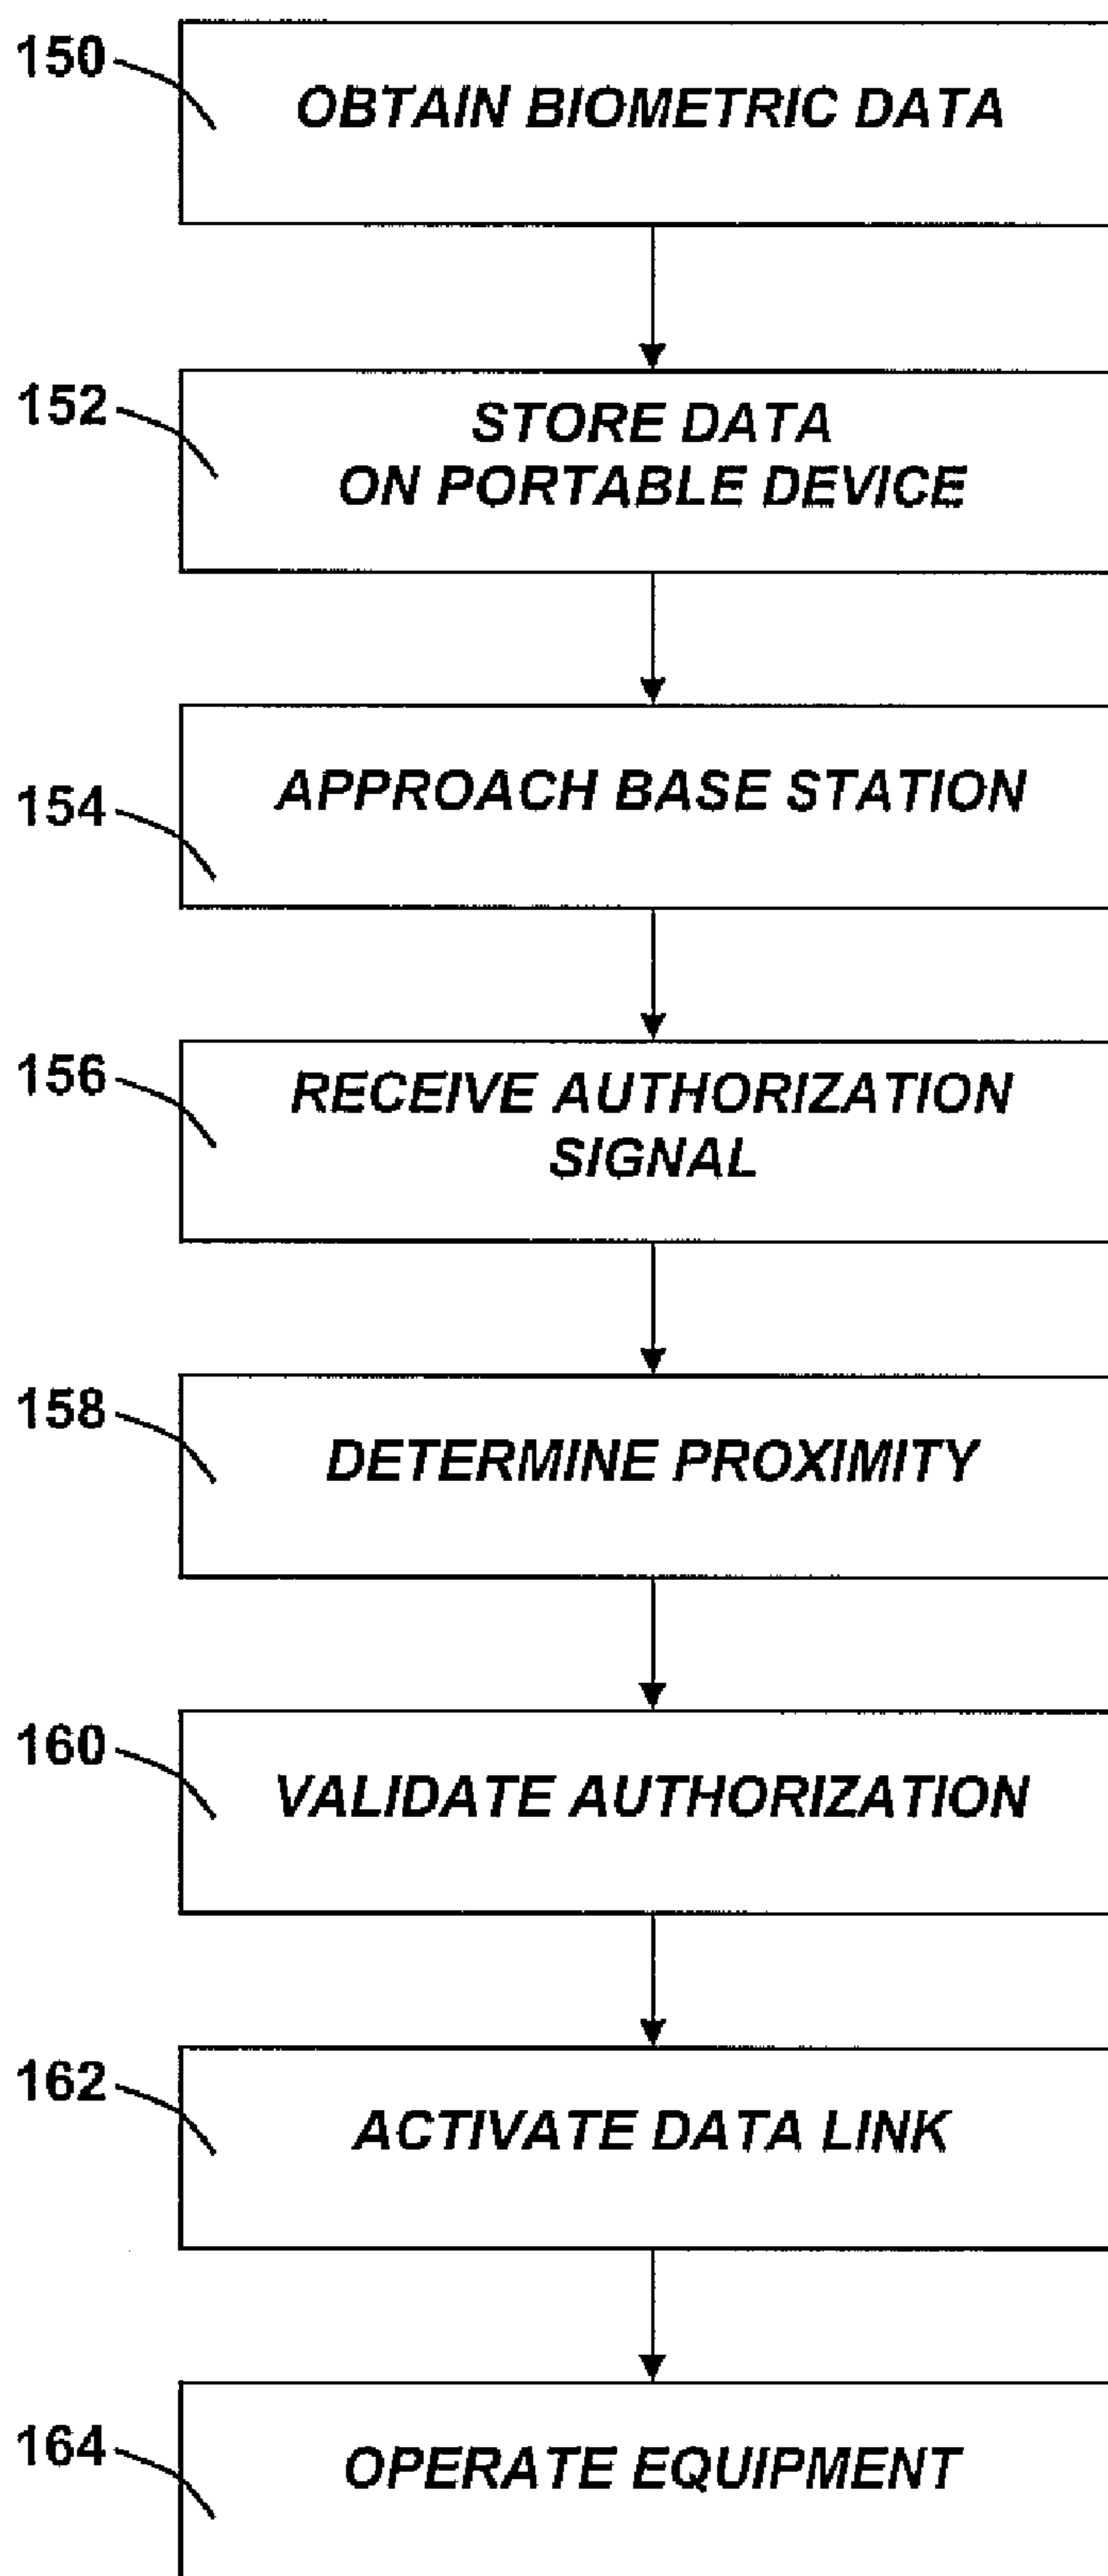 150
OBTAIN BIOMETRIC DATA
152
STORE DATA
ON PORTABLE DEVICE
154
APPROACH BASE STATION
156
RECEIVE AUTHORIZATION
SIGNAL
158
DETERMINE PROXIMITY
160
VALIDATE AUTHORIZATION
162
ACTIVATE DATA LINK
164
OPERATE EQUIPMENT